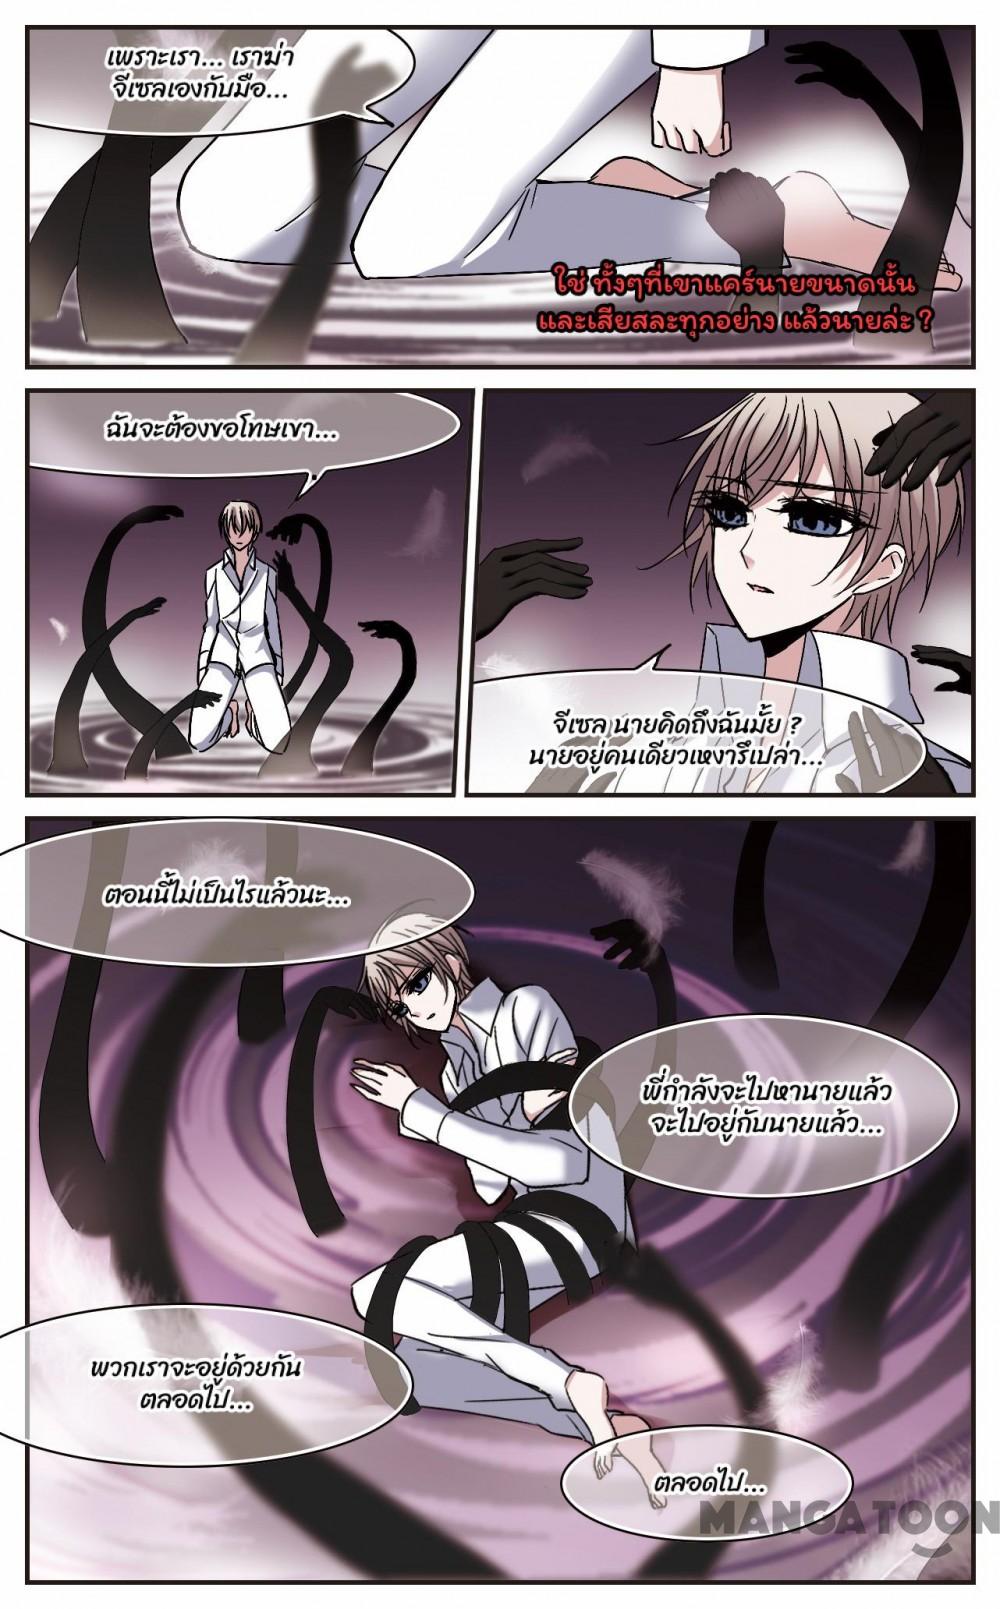 เพราะเรา... เราฆ่า
จีเซลเองกับมือ...
ใช่ ทั้งๆที่เขาแคร์นายขนาดนั้น
และเสียสละทุกอย่าง แล้วนายล่ะ ?
ฉันจะต้องขอโทษเขา...
จีเซล นายคิดถึงฉันมั้ย ?
นายอยู่คนเดียวเหงารึเปล่า...
ตอนนี้ไม่เป็นไรแล้วนะ...
พี่กำลังจะไปหานายแล้ว
จะไปอยู่กับนายแล้ว...
พวกเราจะอยู่ด้วยกัน
ตลอดไป...
ตลอดไป...
MANGATOON